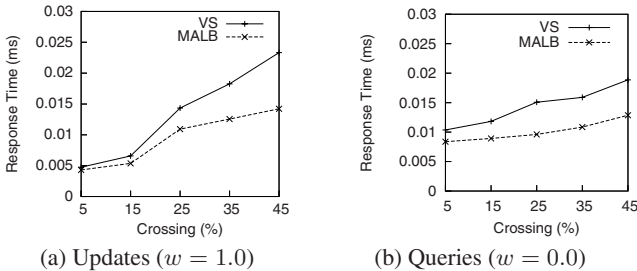 VS
MALB
Response Time (ms)
0.03
0.025
0.02
0.015
0.01
0.005
0
5 15 25 35 45
Crossing (%)
(a) Updates (w = 1.0)
VS
MALB
Response Time (ms)
0.03
0.025
0.02
0.015
0.01
0.005
0
5 15 25 35 45
Crossing (%)
(b) Queries (w = 0.0)